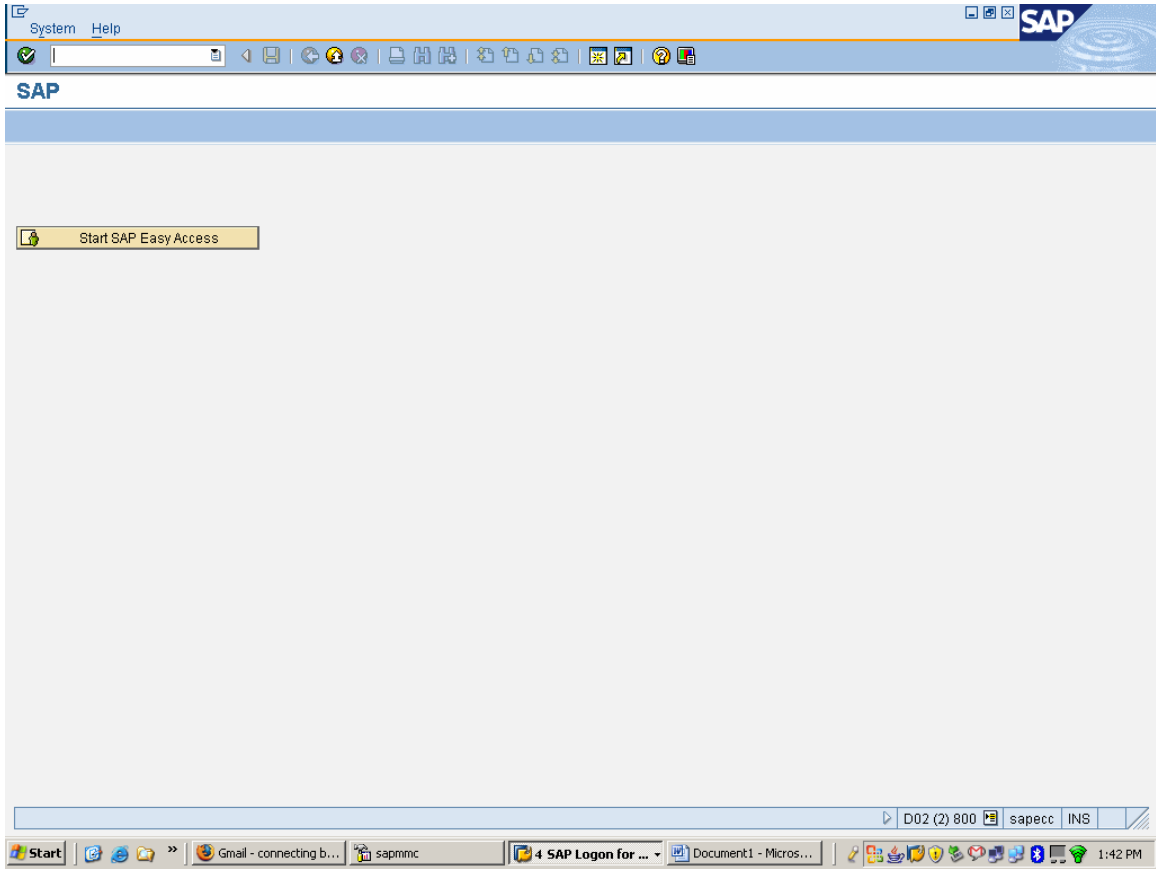 System Help
SAP
SAP
Start SAP Easy Access
D02 (2) 800 sapecc INS
Start » Gmail - connecting b... sapmmc 4 SAP Logon for ... Document1 - Micros... 1:42 PM